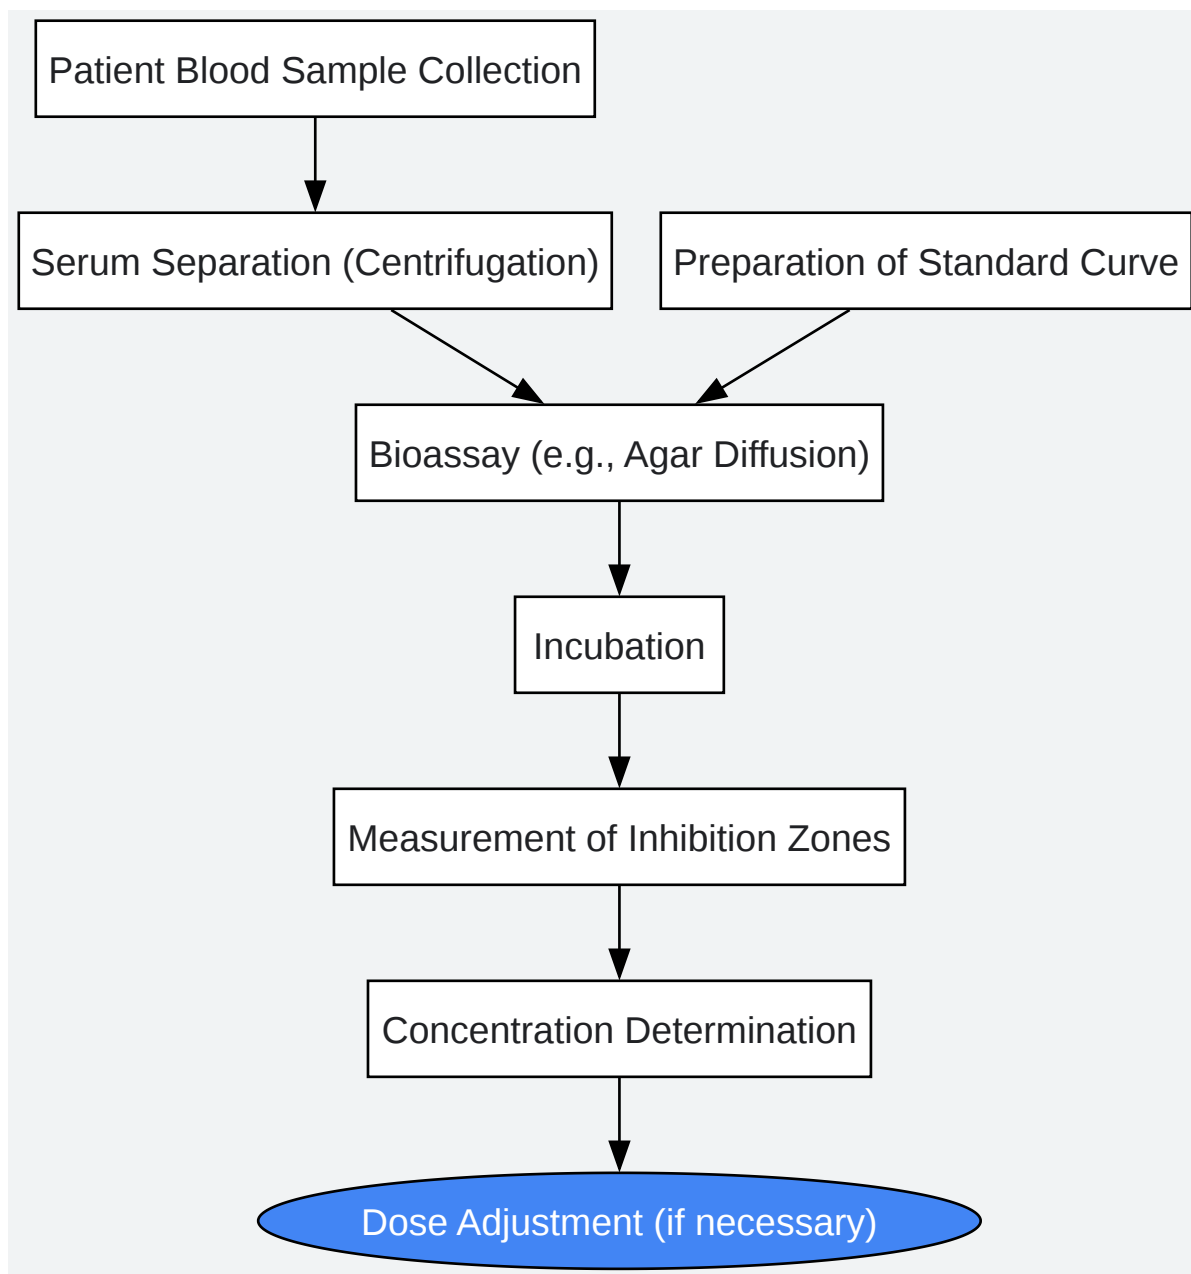 Patient Blood Sample Collection
Serum Separation (Centrifugation)
Preparation of Standard Curve
Bioassay (e.g., Agar Diffusion)
Incubation
Measurement of Inhibition Zones
Concentration Determination
Dose Adjustment (if necessary)